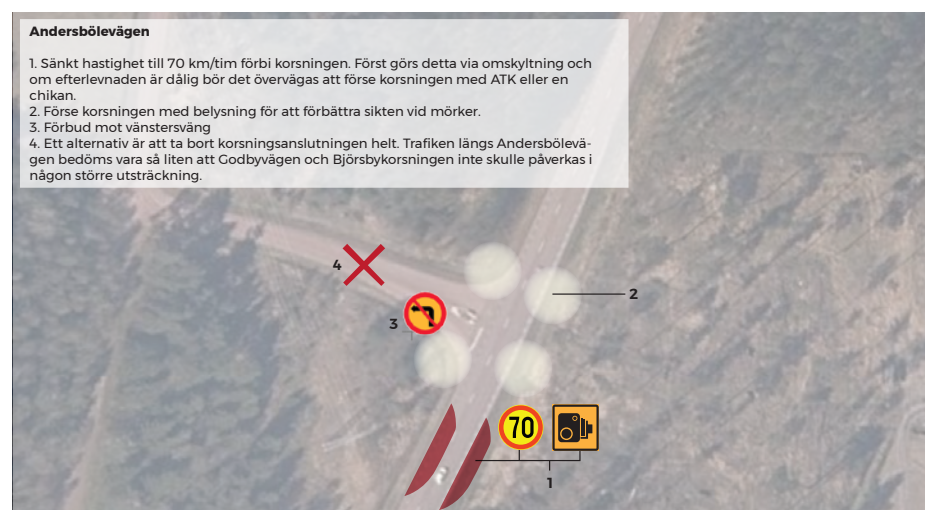 Andersbölevägen
1. Sänkt hastighet till 70 km/tim förbi korsningen. Först görs detta via omskyltning och
om efterlevnaden är dålig bör det övervägas att förse korsningen med ATK eller en
chikan.
2. Förse korsningen med belysning för att förbättra sikten vid mörker.
3. Förbud mot vänstersväng
4. Ett alternativ är att ta bort korsningsanslutningen helt. Trafiken längs Andersbölevä-
gen bedöms vara så liten att Godbyvägen och Björsbykorsningen inte skulle påverkas i
någon större utsträckning.
4
2
3
70
1